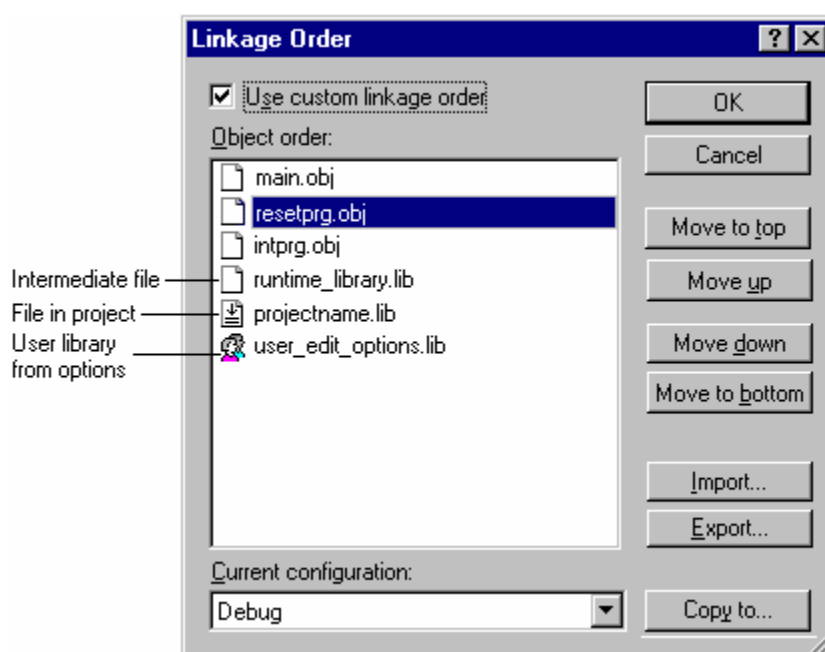 Linkage Order
Use custom linkage order
OK
Object order:
Cancel
main.obj
resetprg.obj
Move to top
intprg.obj
Intermediate file
runtime_library.lib
Move up
File in project
projectname.lib
User library
from options
user_edit_options.lib
Move down
Move to bottom
Import...
Export...
Current configuration:
Debug
Copy to...